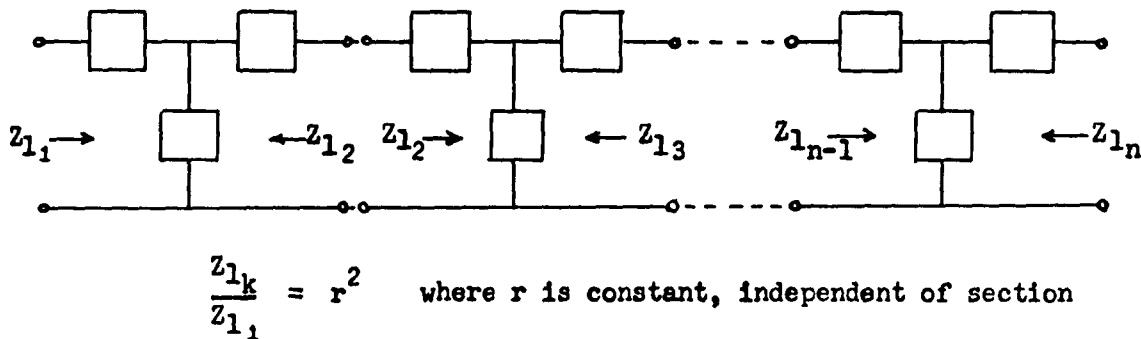 Z₁₁ → ← Z₁₂ Z₁₂ → ← Z₁₃ Z₁ₙ₋₁ → ← Z₁ₙ
Z₁ₖ / Z₁₁ = r² where r is constant, independent of section